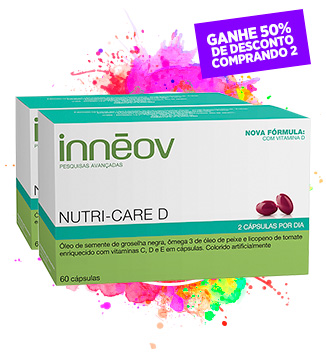 GANHE 50%
DE DESCONTO
COMPRANDO 2
innēov
PESQUISAS AVANÇADAS
NOVA FÓRMULA:
COM VITAMINA D
NUTRI-CARE D
2 CÁPSULAS POR DIA
Óleo de semente de groselha negra, ômega 3 de óleo de peixe e licopeno de tomate
enriquecido com vitaminas C, D e E em cápsulas. Colorido artificialmente
60 cápsulas
60